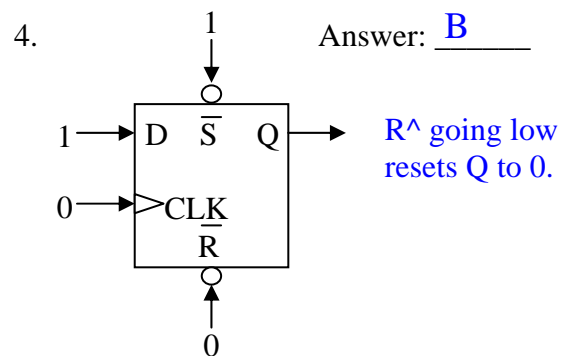 4.
1
Answer: B
1
D
S̅
Q
R^ going low
resets Q to 0.
0
CLK
R̅
0